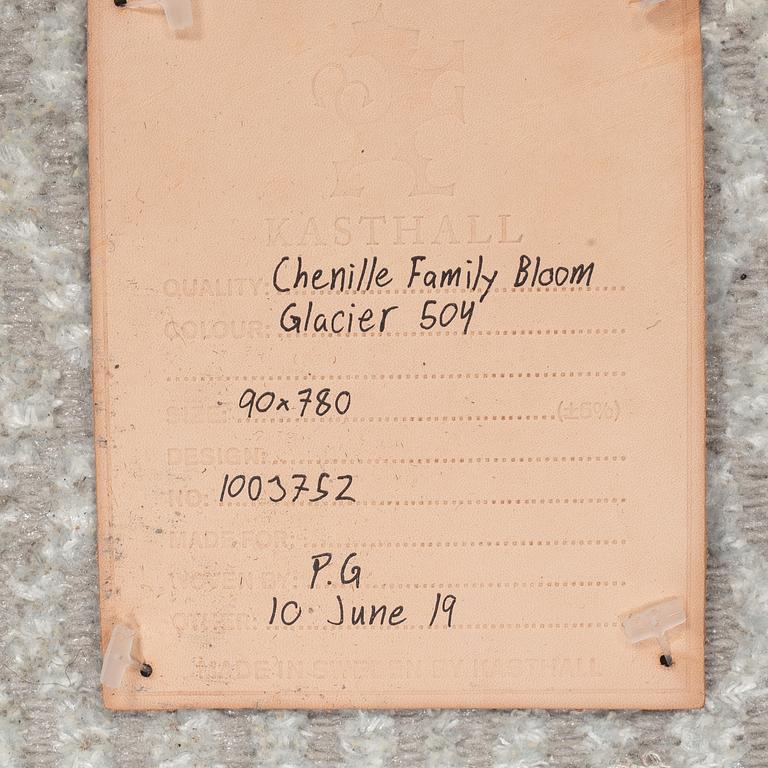 KASTHALL
QUALITY: Chenille Family Bloom
COLOUR: Glacier 504
SIZE: 90x780 (±5%)
DESIGN:
NO: 1003752
MADE FOR:
WOVEN BY: P.G
OWNER: 10 June 19
MADE IN SWEDEN BY KASTHALL